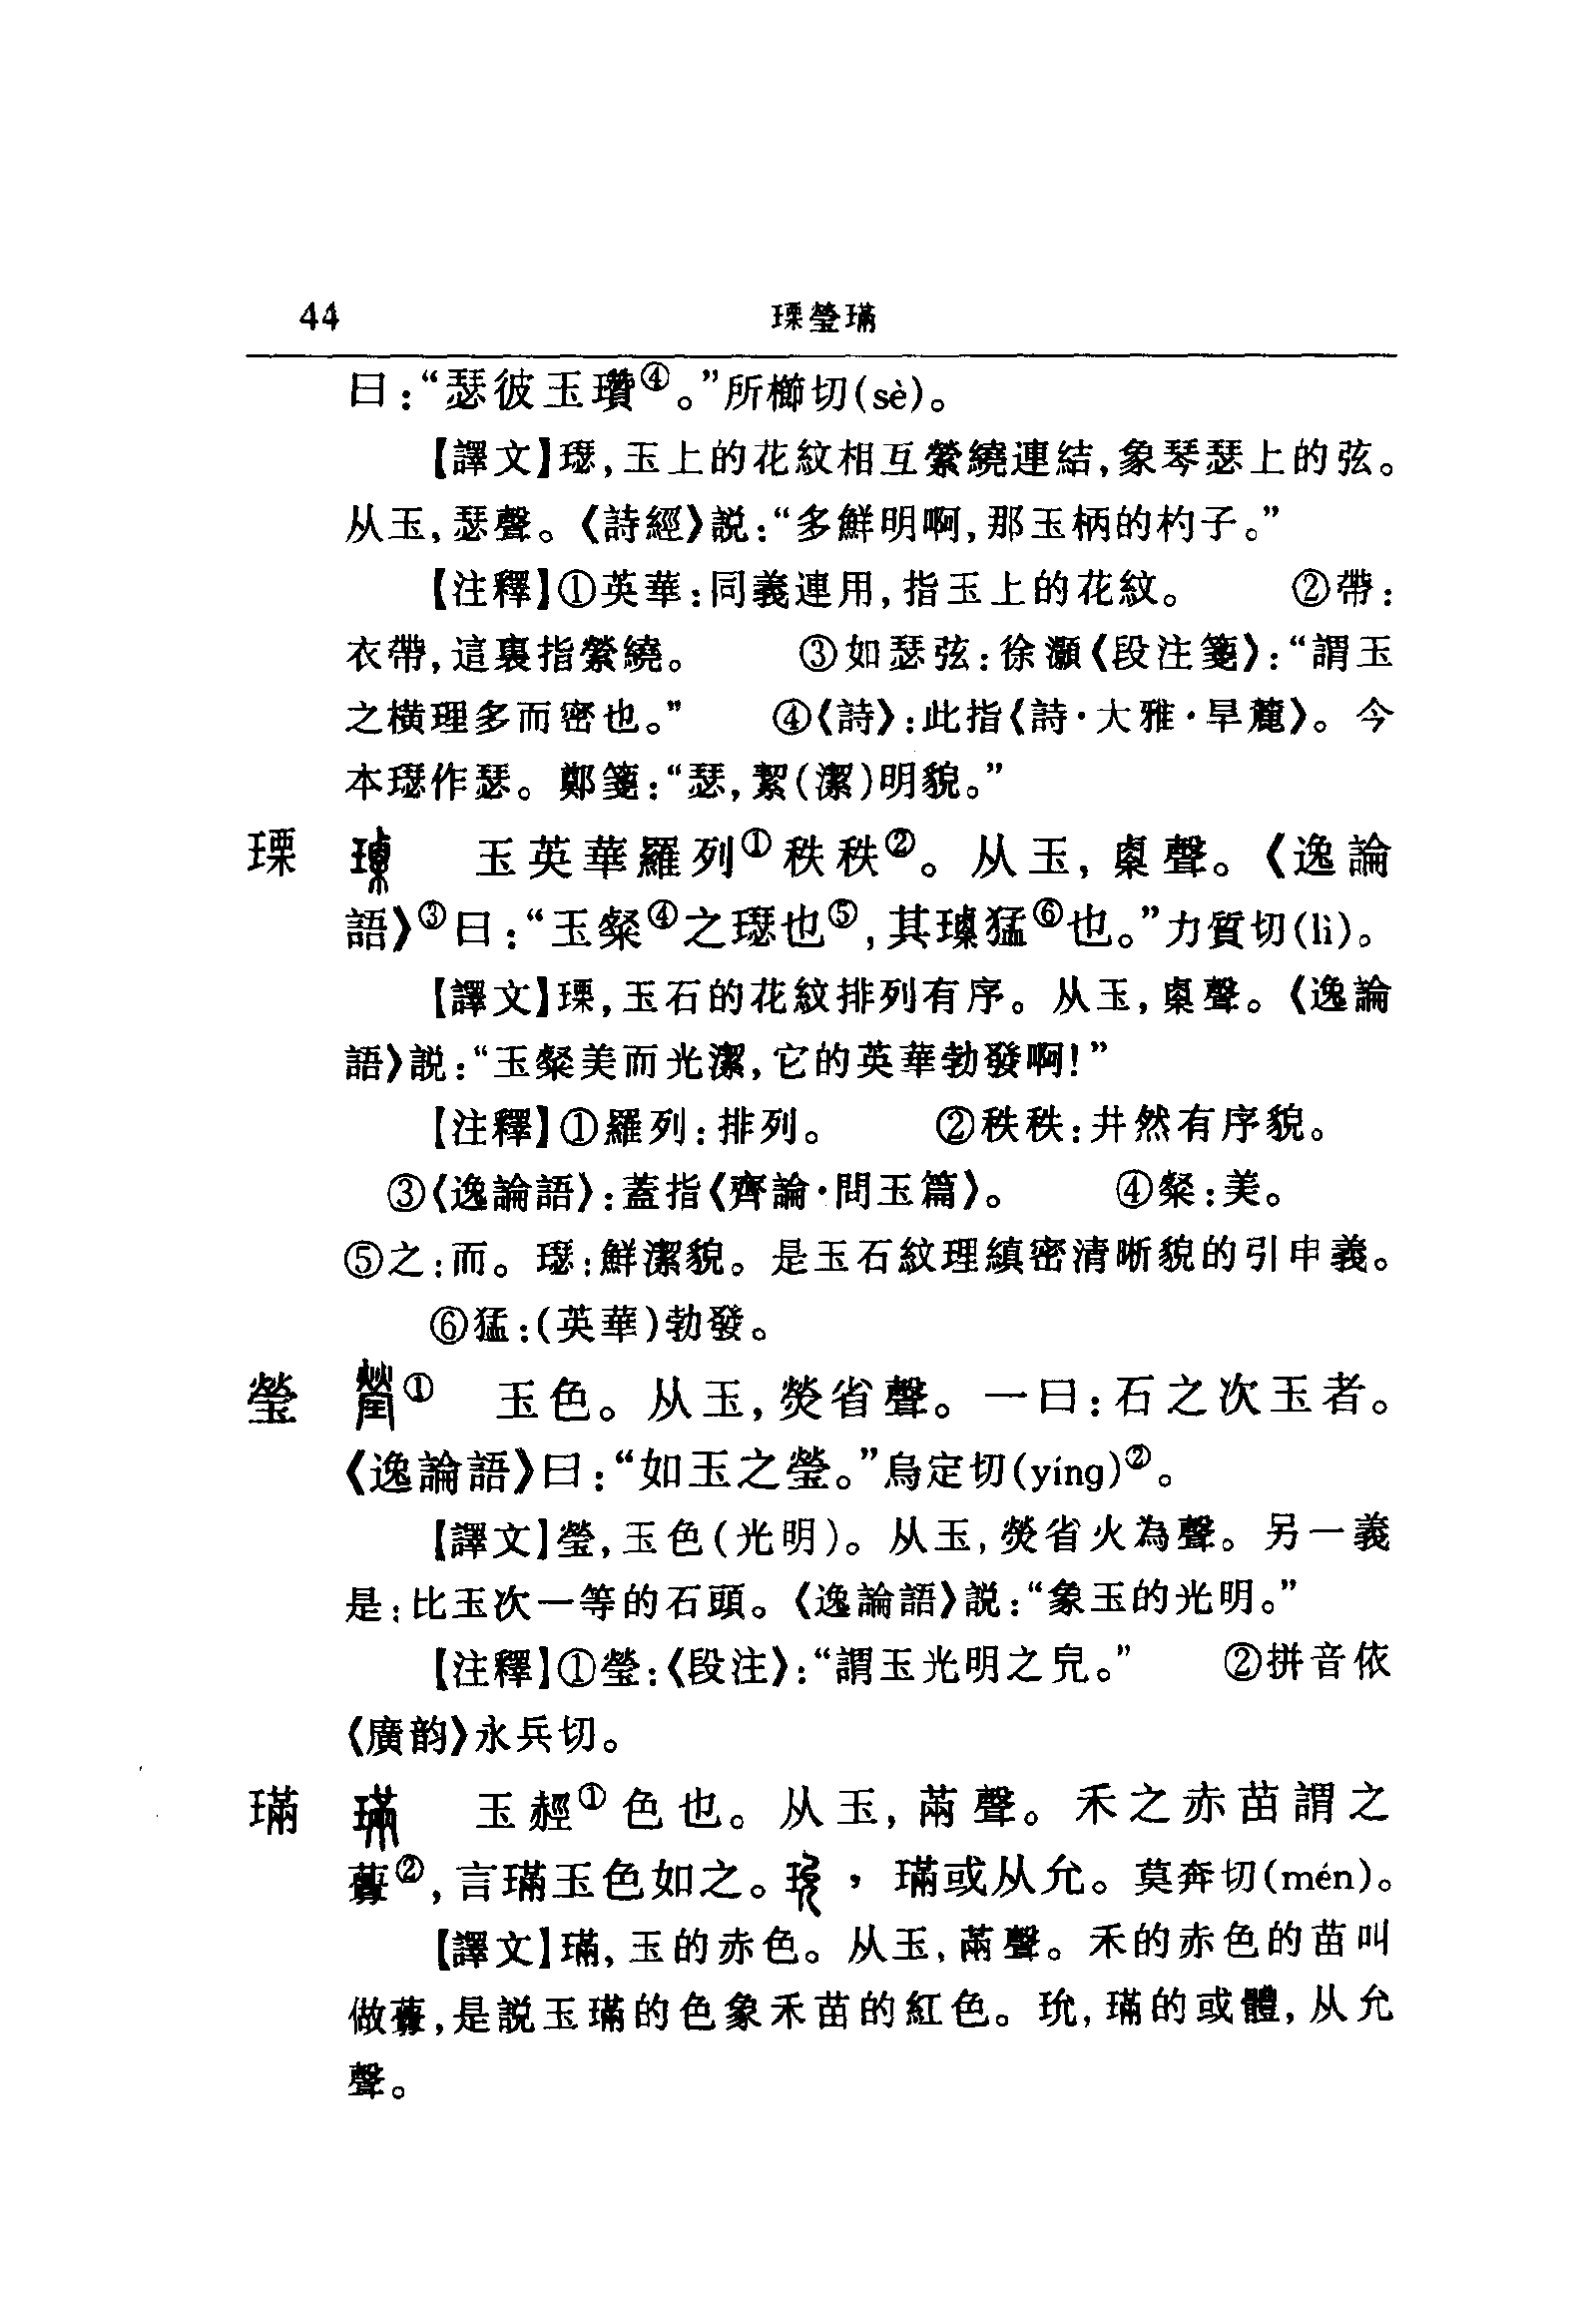 44 瑮瑩璊
曰：“瑟彼玉瓚④。”所櫛切(sè)。
【譯文】璱，玉上的花紋相互縈繞連結，象琴瑟上的弦。
从玉，瑟聲。《詩經》説：“多鮮明啊，那玉柄的杓子。”
【注釋】①英華：同義連用，指玉上的花紋。 ②帶：
衣帶，這裏指縈繞。 ③如瑟弦：徐灝《段注箋》：“謂玉
之横理多而密也。” ④《詩》：此指《詩·大雅·旱麓》。今
本璱作瑟。鄭箋：“瑟，絜(潔)明貌。”
瑮 玉英華羅列①秩秩②。从玉，㮚聲。《逸論
語》③曰：“玉粲④之璱也⑤，其瑮猛⑥也。”力質切(lì)。
【譯文】瑮，玉石的花紋排列有序。从玉，㮚聲。《逸論
語》説：“玉粲美而光潔，它的英華勃發啊！”
【注釋】①羅列：排列。 ②秩秩：井然有序貌。
③《逸論語》：蓋指《齊論·問玉篇》。 ④粲：美。
⑤之：而。璱：鮮潔貌。是玉石紋理縝密清晰貌的引申義。
⑥猛：(英華)勃發。
瑩 ① 玉色。从玉，熒省聲。一曰：石之次玉者。
《逸論語》曰：“如玉之瑩。”烏定切(yíng)②。
【譯文】瑩，玉色(光明)。从玉，熒省火為聲。另一義
是：比玉次一等的石頭。《逸論語》説：“象玉的光明。”
【注釋】①瑩：《段注》：“謂玉光明之皃。” ②拼音依
《廣韵》永兵切。
璊 玉䞓①色也。从玉，㒼聲。禾之赤苗謂之
虋②，言璊玉色如之。，璊或从允。莫奔切(mén)。
【譯文】璊，玉的赤色。从玉，㒼聲。禾的赤色的苗叫
做虋，是説玉璊的色象禾苗的紅色。玧，璊的或體，从允
聲。